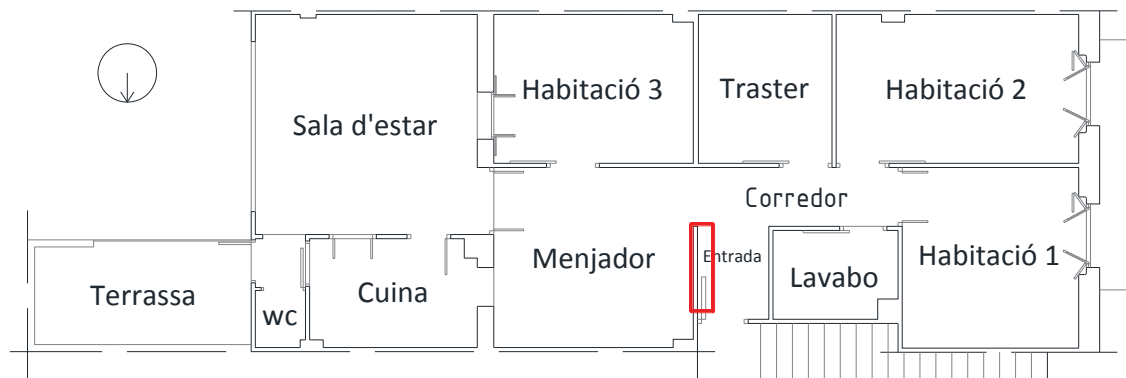 Habitació 3
Traster
Habitació 2
Sala d'estar
Corredor
Menjador
Entrada
Habitació 1
Lavabo
Terrassa
Cuina
wc